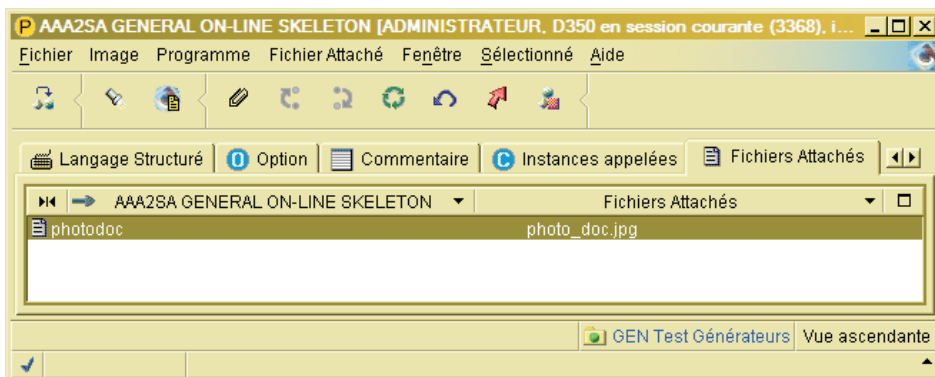 AAA2SA GENERAL ON-LINE SKELETON [ADMINISTRATEUR, D350 en session courante (3368), i...
Fichier Image Programme Fichier Attaché Fenêtre Sélectionné Aide
Langage Structuré Option Commentaire Instances appelées Fichiers Attachés
AAA2SA GENERAL ON-LINE SKELETON Fichiers Attachés
photodoc photo_doc.jpg
GEN Test Générateurs Vue ascendante